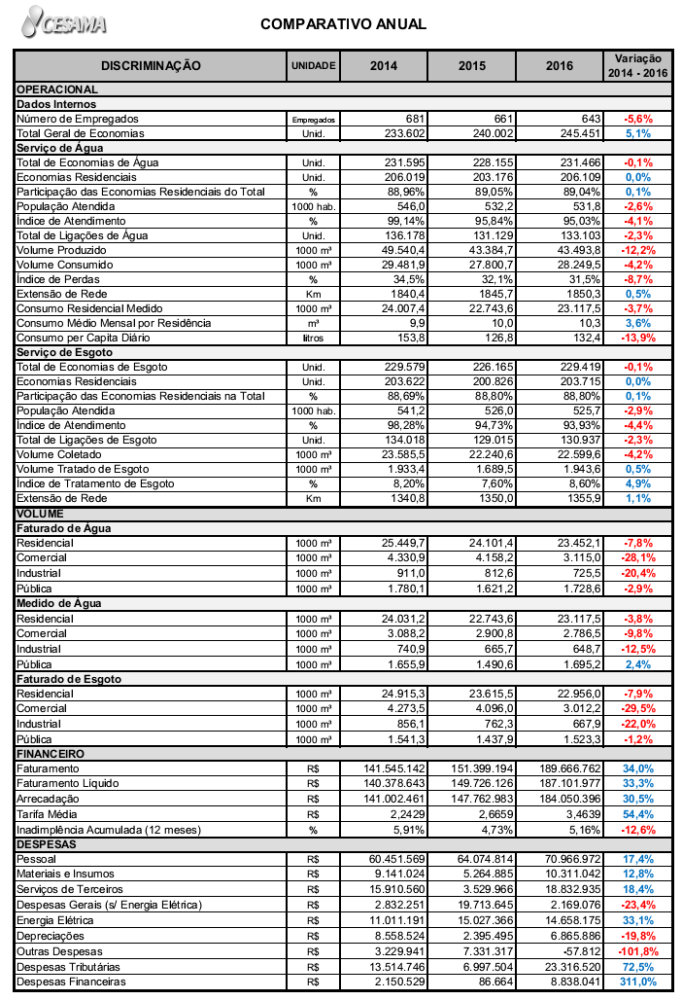 CESAMA
COMPARATIVO ANUAL
DISCRIMINAÇÃO UNIDADE 2014 2015 2016 Variação 2014 - 2016
OPERACIONAL
Dados Internos
Número de Empregados Empregados 681 661 643 -5,6%
Total Geral de Economias Unid. 233.602 240.002 245.451 5,1%
Serviço de Água
Total de Economias de Água Unid. 231.595 228.155 231.466 -0,1%
Economias Residenciais Unid. 206.019 203.176 206.109 0,0%
Participação das Economias Residenciais do Total % 88,96% 89,05% 89,04% 0,1%
População Atendida 1000 hab. 546,0 532,2 531,8 -2,6%
Índice de Atendimento % 99,14% 95,84% 95,03% -4,1%
Total de Ligações de Água Unid. 136.178 131.129 133.103 -2,3%
Volume Produzido 1000 m³ 49.540,4 43.384,7 43.493,8 -12,2%
Volume Consumido 1000 m³ 29.481,9 27.800,7 28.249,5 -4,2%
Índice de Perdas % 34,5% 32,1% 31,5% -8,7%
Extensão de Rede Km 1840,4 1845,7 1850,3 0,5%
Consumo Residencial Medido 1000 m³ 24.007,4 22.743,6 23.117,5 -3,7%
Consumo Médio Mensal por Residência m³ 9,9 10,0 10,3 3,6%
Consumo per Capita Diário litros 153,8 126,8 132,4 -13,9%
Serviço de Esgoto
Total de Economias de Esgoto Unid. 229.579 226.165 229.419 -0,1%
Economias Residenciais Unid. 203.622 200.826 203.715 0,0%
Participação das Economias Residenciais na Total % 88,69% 88,80% 88,80% 0,1%
População Atendida 1000 hab. 541,2 526,0 525,7 -2,9%
Índice de Atendimento % 98,28% 94,73% 93,93% -4,4%
Total de Ligações de Esgoto Unid. 134.018 129.015 130.937 -2,3%
Volume Coletado 1000 m³ 23.585,5 22.240,6 22.599,6 -4,2%
Volume Tratado de Esgoto 1000 m³ 1.933,4 1.689,5 1.943,6 0,5%
Índice de Tratamento de Esgoto % 8,20% 7,60% 8,60% 4,9%
Extensão de Rede Km 1340,8 1350,0 1355,9 1,1%
VOLUME
Faturado de Água
Residencial 1000 m³ 25.449,7 24.101,4 23.452,1 -7,8%
Comercial 1000 m³ 4.330,9 4.158,2 3.115,0 -28,1%
Industrial 1000 m³ 911,0 812,6 725,5 -20,4%
Pública 1000 m³ 1.780,1 1.621,2 1.728,6 -2,9%
Medido de Água
Residencial 1000 m³ 24.031,2 22.743,6 23.117,5 -3,8%
Comercial 1000 m³ 3.088,2 2.900,8 2.786,5 -9,8%
Industrial 1000 m³ 740,9 665,7 648,7 -12,5%
Pública 1000 m³ 1.655,9 1.490,6 1.695,2 2,4%
Faturado de Esgoto
Residencial 1000 m³ 24.915,3 23.615,5 22.956,0 -7,9%
Comercial 1000 m³ 4.273,5 4.096,0 3.012,2 -29,5%
Industrial 1000 m³ 856,1 762,3 667,9 -22,0%
Pública 1000 m³ 1.541,3 1.437,9 1.523,3 -1,2%
FINANCEIRO
Faturamento R$ 141.545.142 151.399.194 189.666.762 34,0%
Faturamento Líquido R$ 140.378.643 149.726.126 187.101.977 33,3%
Arrecadação R$ 141.002.461 147.762.983 184.050.396 30,5%
Tarifa Média R$ 2,2429 2,6659 3,4639 54,4%
Inadimplência Acumulada (12 meses) % 5,91% 4,73% 5,16% -12,6%
DESPESAS
Pessoal R$ 60.451.569 64.074.814 70.966.972 17,4%
Materiais e Insumos R$ 9.141.024 5.264.885 10.311.042 12,8%
Serviços de Terceiros R$ 15.910.560 3.529.966 18.832.935 18,4%
Despesas Gerais (s/ Energia Elétrica) R$ 2.832.251 19.713.645 2.169.076 -23,4%
Energia Elétrica R$ 11.011.191 15.027.366 14.658.175 33,1%
Depreciações R$ 8.558.524 2.395.495 6.865.886 -19,8%
Outras Despesas R$ 3.229.941 7.331.317 -57.812 -101,8%
Despesas Tributárias R$ 13.514.746 6.997.504 23.316.520 72,5%
Despesas Financeiras R$ 2.150.529 86.664 8.838.041 311,0%